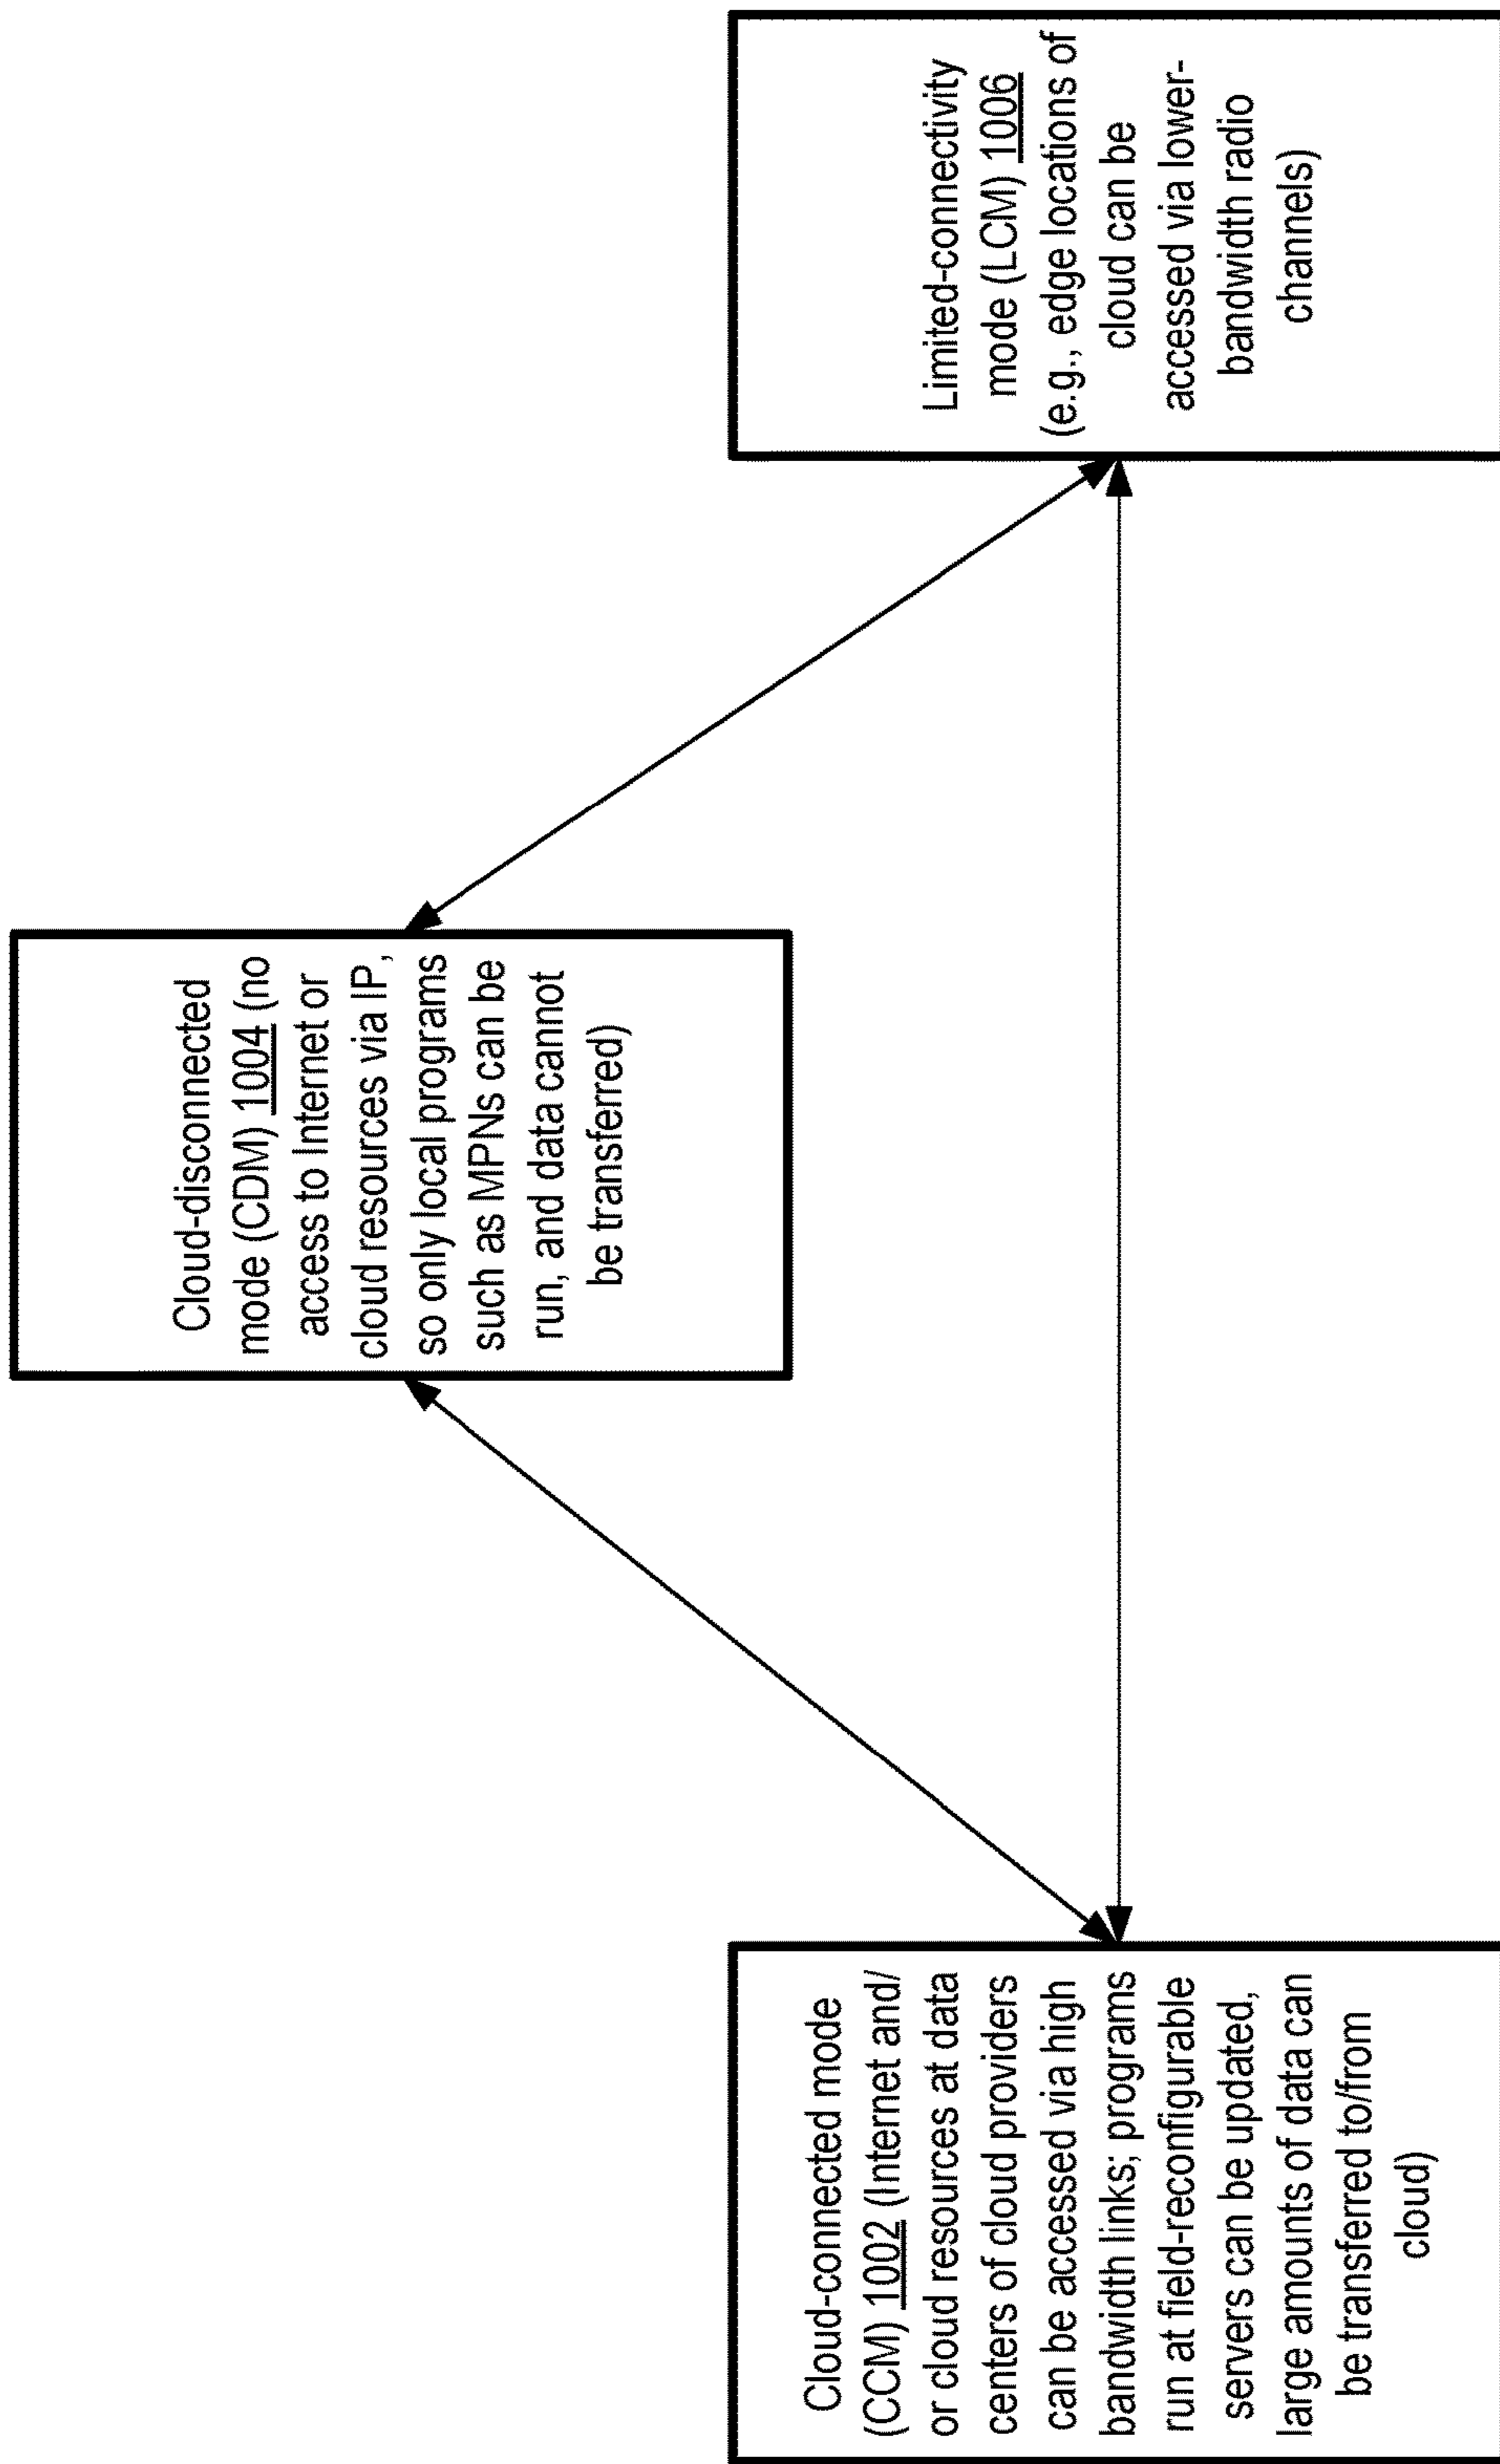 Cloud-disconnected
mode (CDM) 1004 (no
access to Internet or
cloud resources via IP,
so only local programs
such as MPNs can be
run, and data cannot
be transferred)
Cloud-connected mode
(CCM) 1002 (Internet and/
or cloud resources at data
centers of cloud providers
can be accessed via high
bandwidth links; programs
run at field-reconfigurable
servers can be updated,
large amounts of data can
be transferred to/from
cloud)
Limited-connectivity
mode (LCM) 1006
(e.g., edge locations of
cloud can be
accessed via lower-
bandwidth radio
channels)